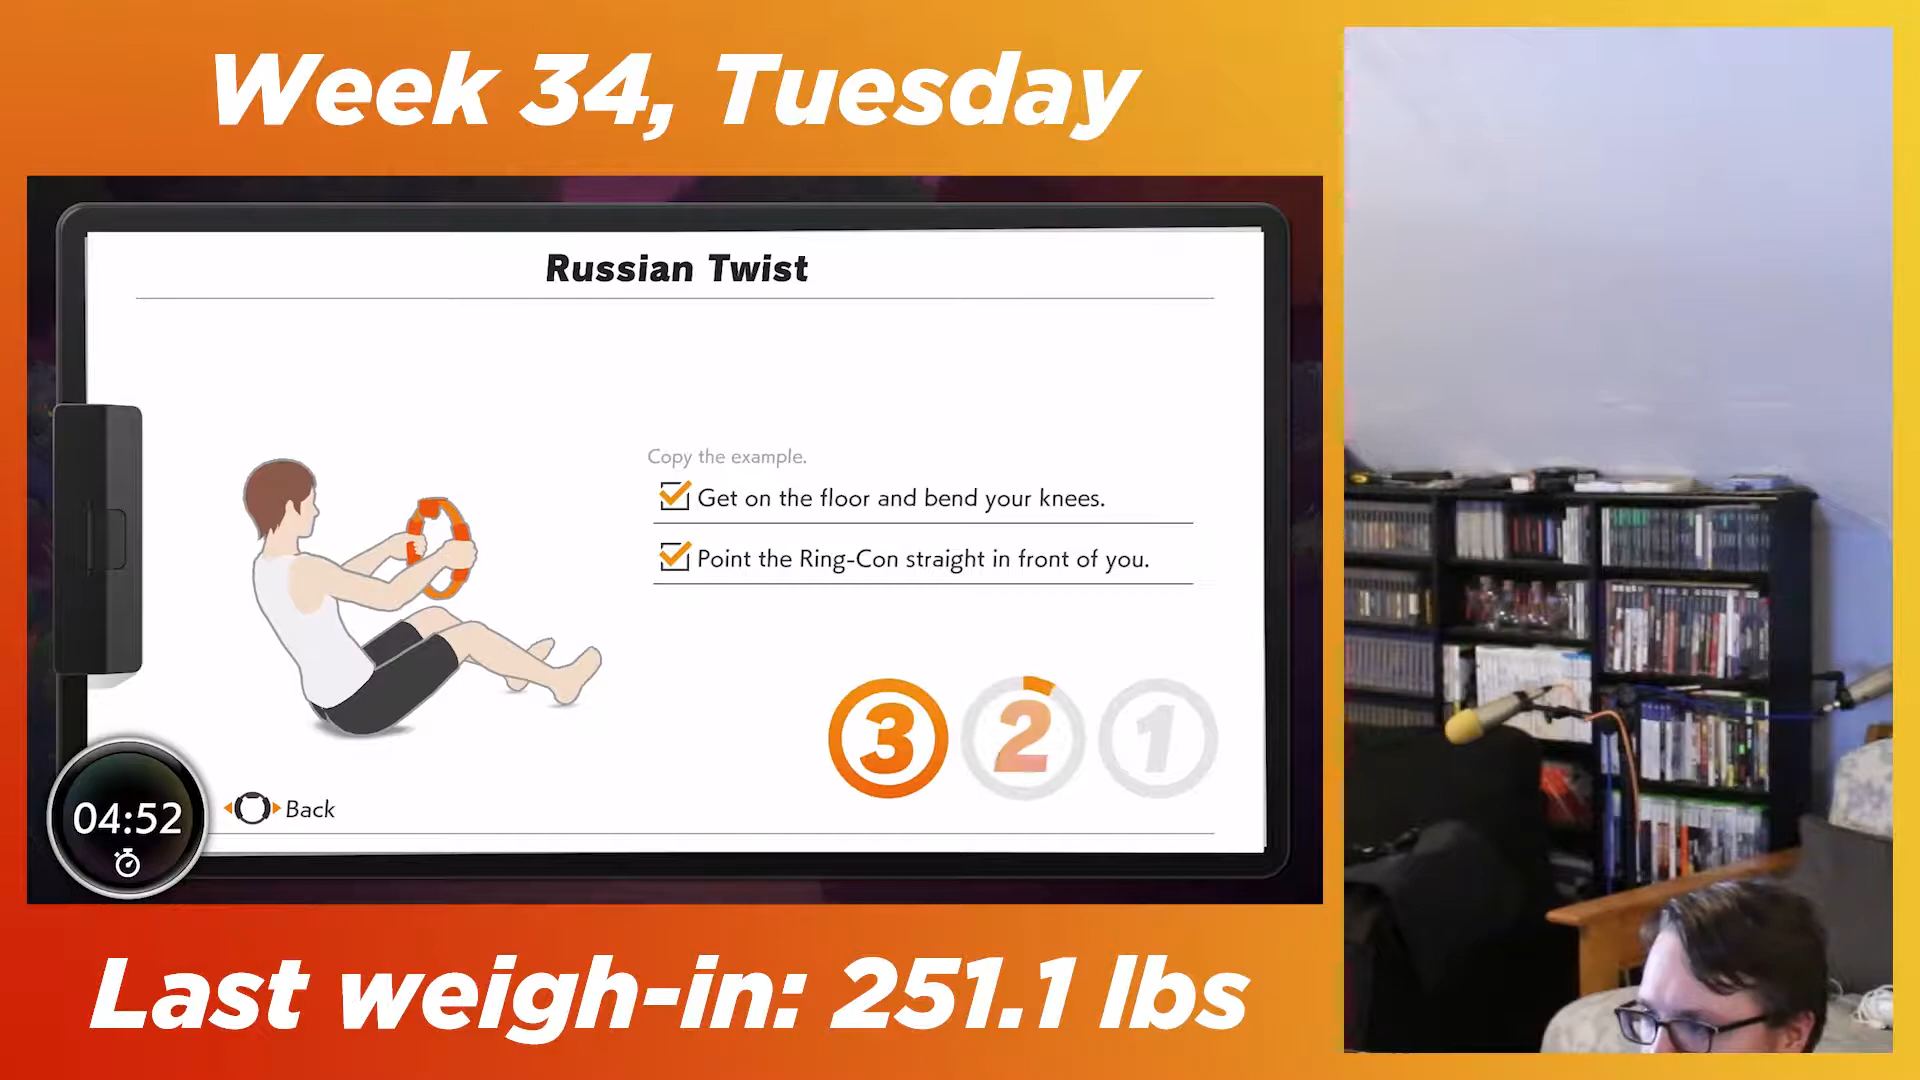 Week 34, Tuesday
Russian Twist
Copy the example.
Get on the floor and bend your knees.
Point the Ring-Con straight in front of you.
3 2 1
04:52
Back
Last weigh-in: 251.1 lbs